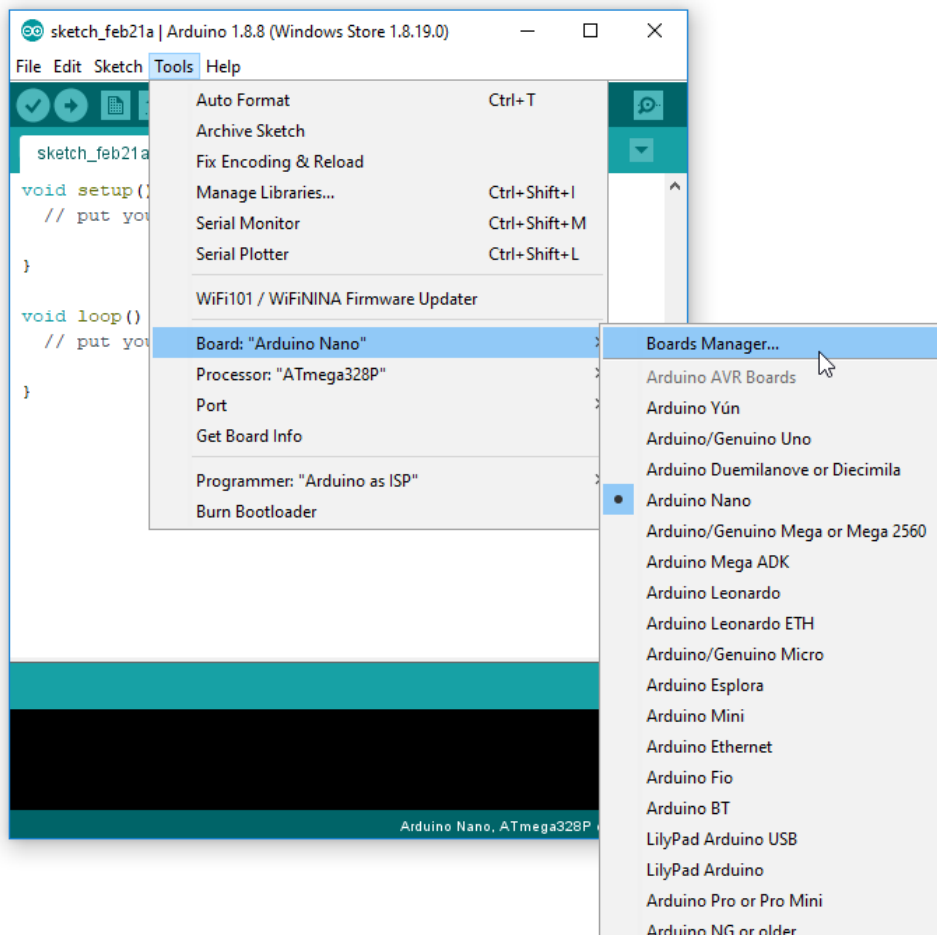 sketch_feb21a | Arduino 1.8.8 (Windows Store 1.8.19.0)
File Edit Sketch Tools Help
sketch_feb21a
void setup()
// put you
}
void loop()
// put you
}
Auto Format Ctrl+T
Archive Sketch
Fix Encoding & Reload
Manage Libraries... Ctrl+Shift+I
Serial Monitor Ctrl+Shift+M
Serial Plotter Ctrl+Shift+L
WiFi101 / WiFiNINA Firmware Updater
Board: "Arduino Nano"
Processor: "ATmega328P"
Port
Get Board Info
Programmer: "Arduino as ISP"
Burn Bootloader
Boards Manager...
Arduino AVR Boards
Arduino Yún
Arduino/Genuino Uno
Arduino Duemilanove or Diecimila
Arduino Nano
Arduino/Genuino Mega or Mega 2560
Arduino Mega ADK
Arduino Leonardo
Arduino Leonardo ETH
Arduino/Genuino Micro
Arduino Esplora
Arduino Mini
Arduino Ethernet
Arduino Fio
Arduino BT
LilyPad Arduino USB
LilyPad Arduino
Arduino Pro or Pro Mini
Arduino NG or older
Arduino Nano, ATmega328P